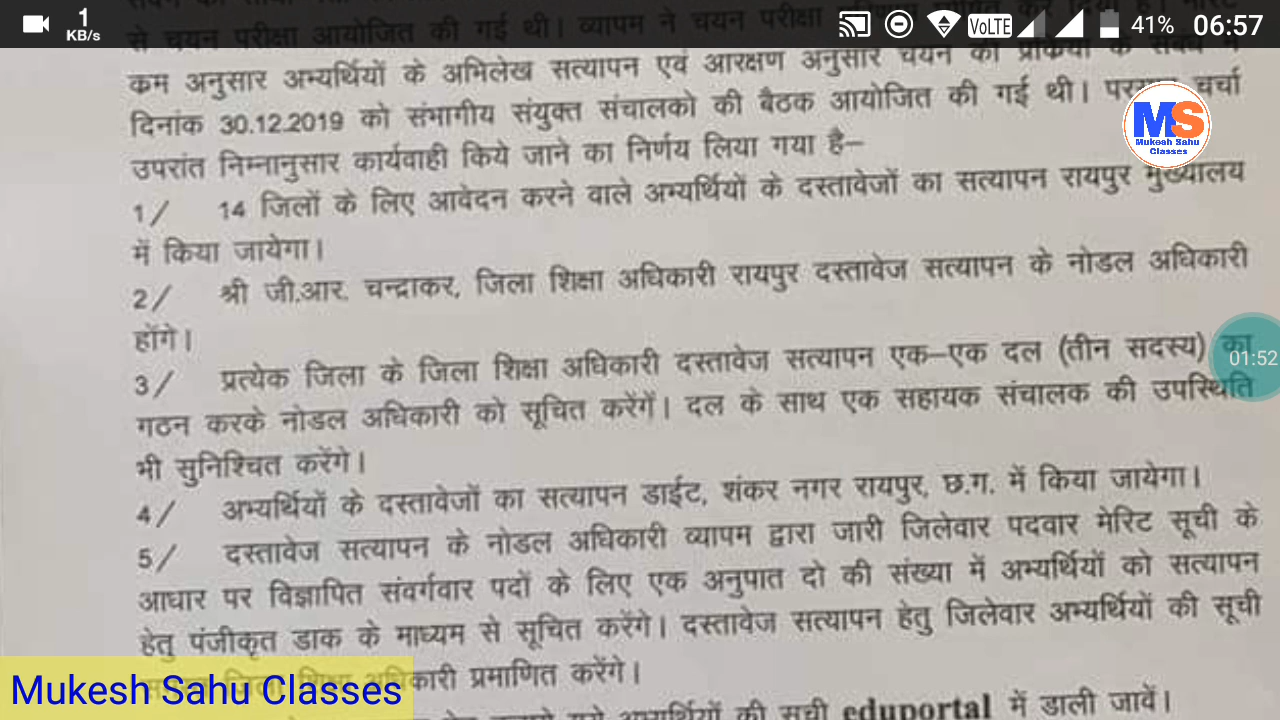 1
KB/s
VoLTE
41%
06:57
से चयन परीक्षा आयोजित की गई थी। व्यापम ने चयन परीक्षा
कम अनुसार अभ्यर्थियों के अभिलेख सत्यापन एवं आरक्षण अनुसार चयन की प्रकिया के संबंध में
दिनांक 30.12.2019 को संभागीय संयुक्त संचालको की बैठक आयोजित की गई थी। चर्चा
MS
Mukesh Sahu
Classes
उपरांत निम्नानुसार कार्यवाही किये जाने का निर्णय लिया गया है–
1/ 14 जिलों के लिए आवेदन करने वाले अभ्यर्थियों के दस्तावेजों का सत्यापन रायपुर मुख्यालय
में किया जायेगा।
2/ श्री जी.आर. चन्द्राकर, जिला शिक्षा अधिकारी रायपुर दस्तावेज सत्यापन के नोडल अधिकारी
होंगे।
3/ प्रत्येक जिला के जिला शिक्षा अधिकारी दस्तावेज सत्यापन एक–एक दल (तीन सदस्य) का
01:52
गठन करके नोडल अधिकारी को सूचित करेंगें। दल के साथ एक सहायक संचालक की उपस्थिति
भी सुनिश्चित करेंगे।
4/ अभ्यर्थियों के दस्तावेजों का सत्यापन डाईट, शंकर नगर रायपुर, छ.ग. में किया जायेगा।
5/ दस्तावेज सत्यापन के नोडल अधिकारी व्यापम द्वारा जारी जिलेवार पदवार मेरिट सूची के
आधार पर विज्ञापित संवर्गवार पदों के लिए एक अनुपात दो की संख्या में अभ्यर्थियों को सत्यापन
हेतु पंजीकृत डाक के माध्यम से सूचित करेंगे। दस्तावेज सत्यापन हेतु जिलेवार अभ्यर्थियों की सूची
जिला शिक्षा अधिकारी प्रमाणित करेंगे।
Mukesh Sahu Classes
अभ्यर्थियों की सूची eduportal में डाली जावें।